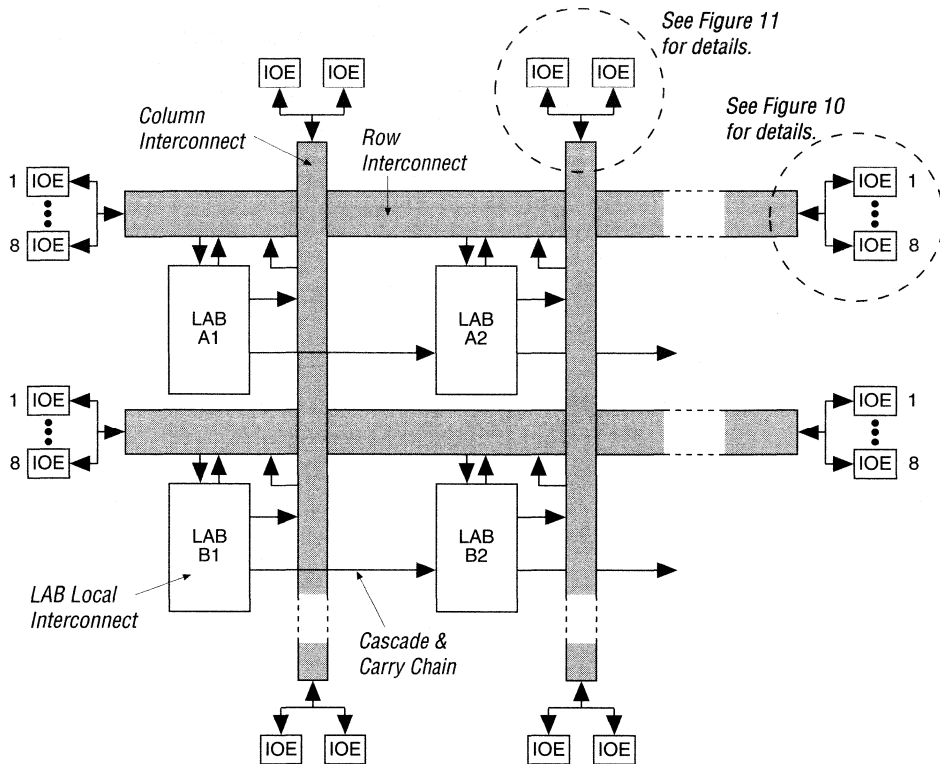 See Figure 11
for details.
IOE IOE
IOE IOE
Column
Interconnect
Row
Interconnect
See Figure 10
for details.
1 IOE
8 IOE
IOE 1
IOE 8
LAB
A1
LAB
A2
1 IOE
8 IOE
IOE 1
IOE 8
LAB
B1
LAB
B2
LAB Local
Interconnect
Cascade &
Carry Chain
IOE IOE
IOE IOE